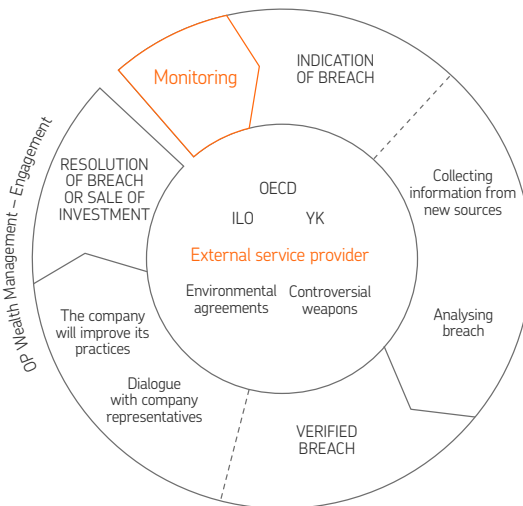 Monitoring
INDICATION
OF BREACH
Collecting
information from
new sources
Analysing
breach
VERIFIED
BREACH
Dialogue
with company
representatives
The company
will improve its
practices
RESOLUTION
OF BREACH
OR SALE OF
INVESTMENT
OP Wealth Management – Engagement
OECD
ILO YK
External service provider
Environmental
agreements
Controversial
weapons